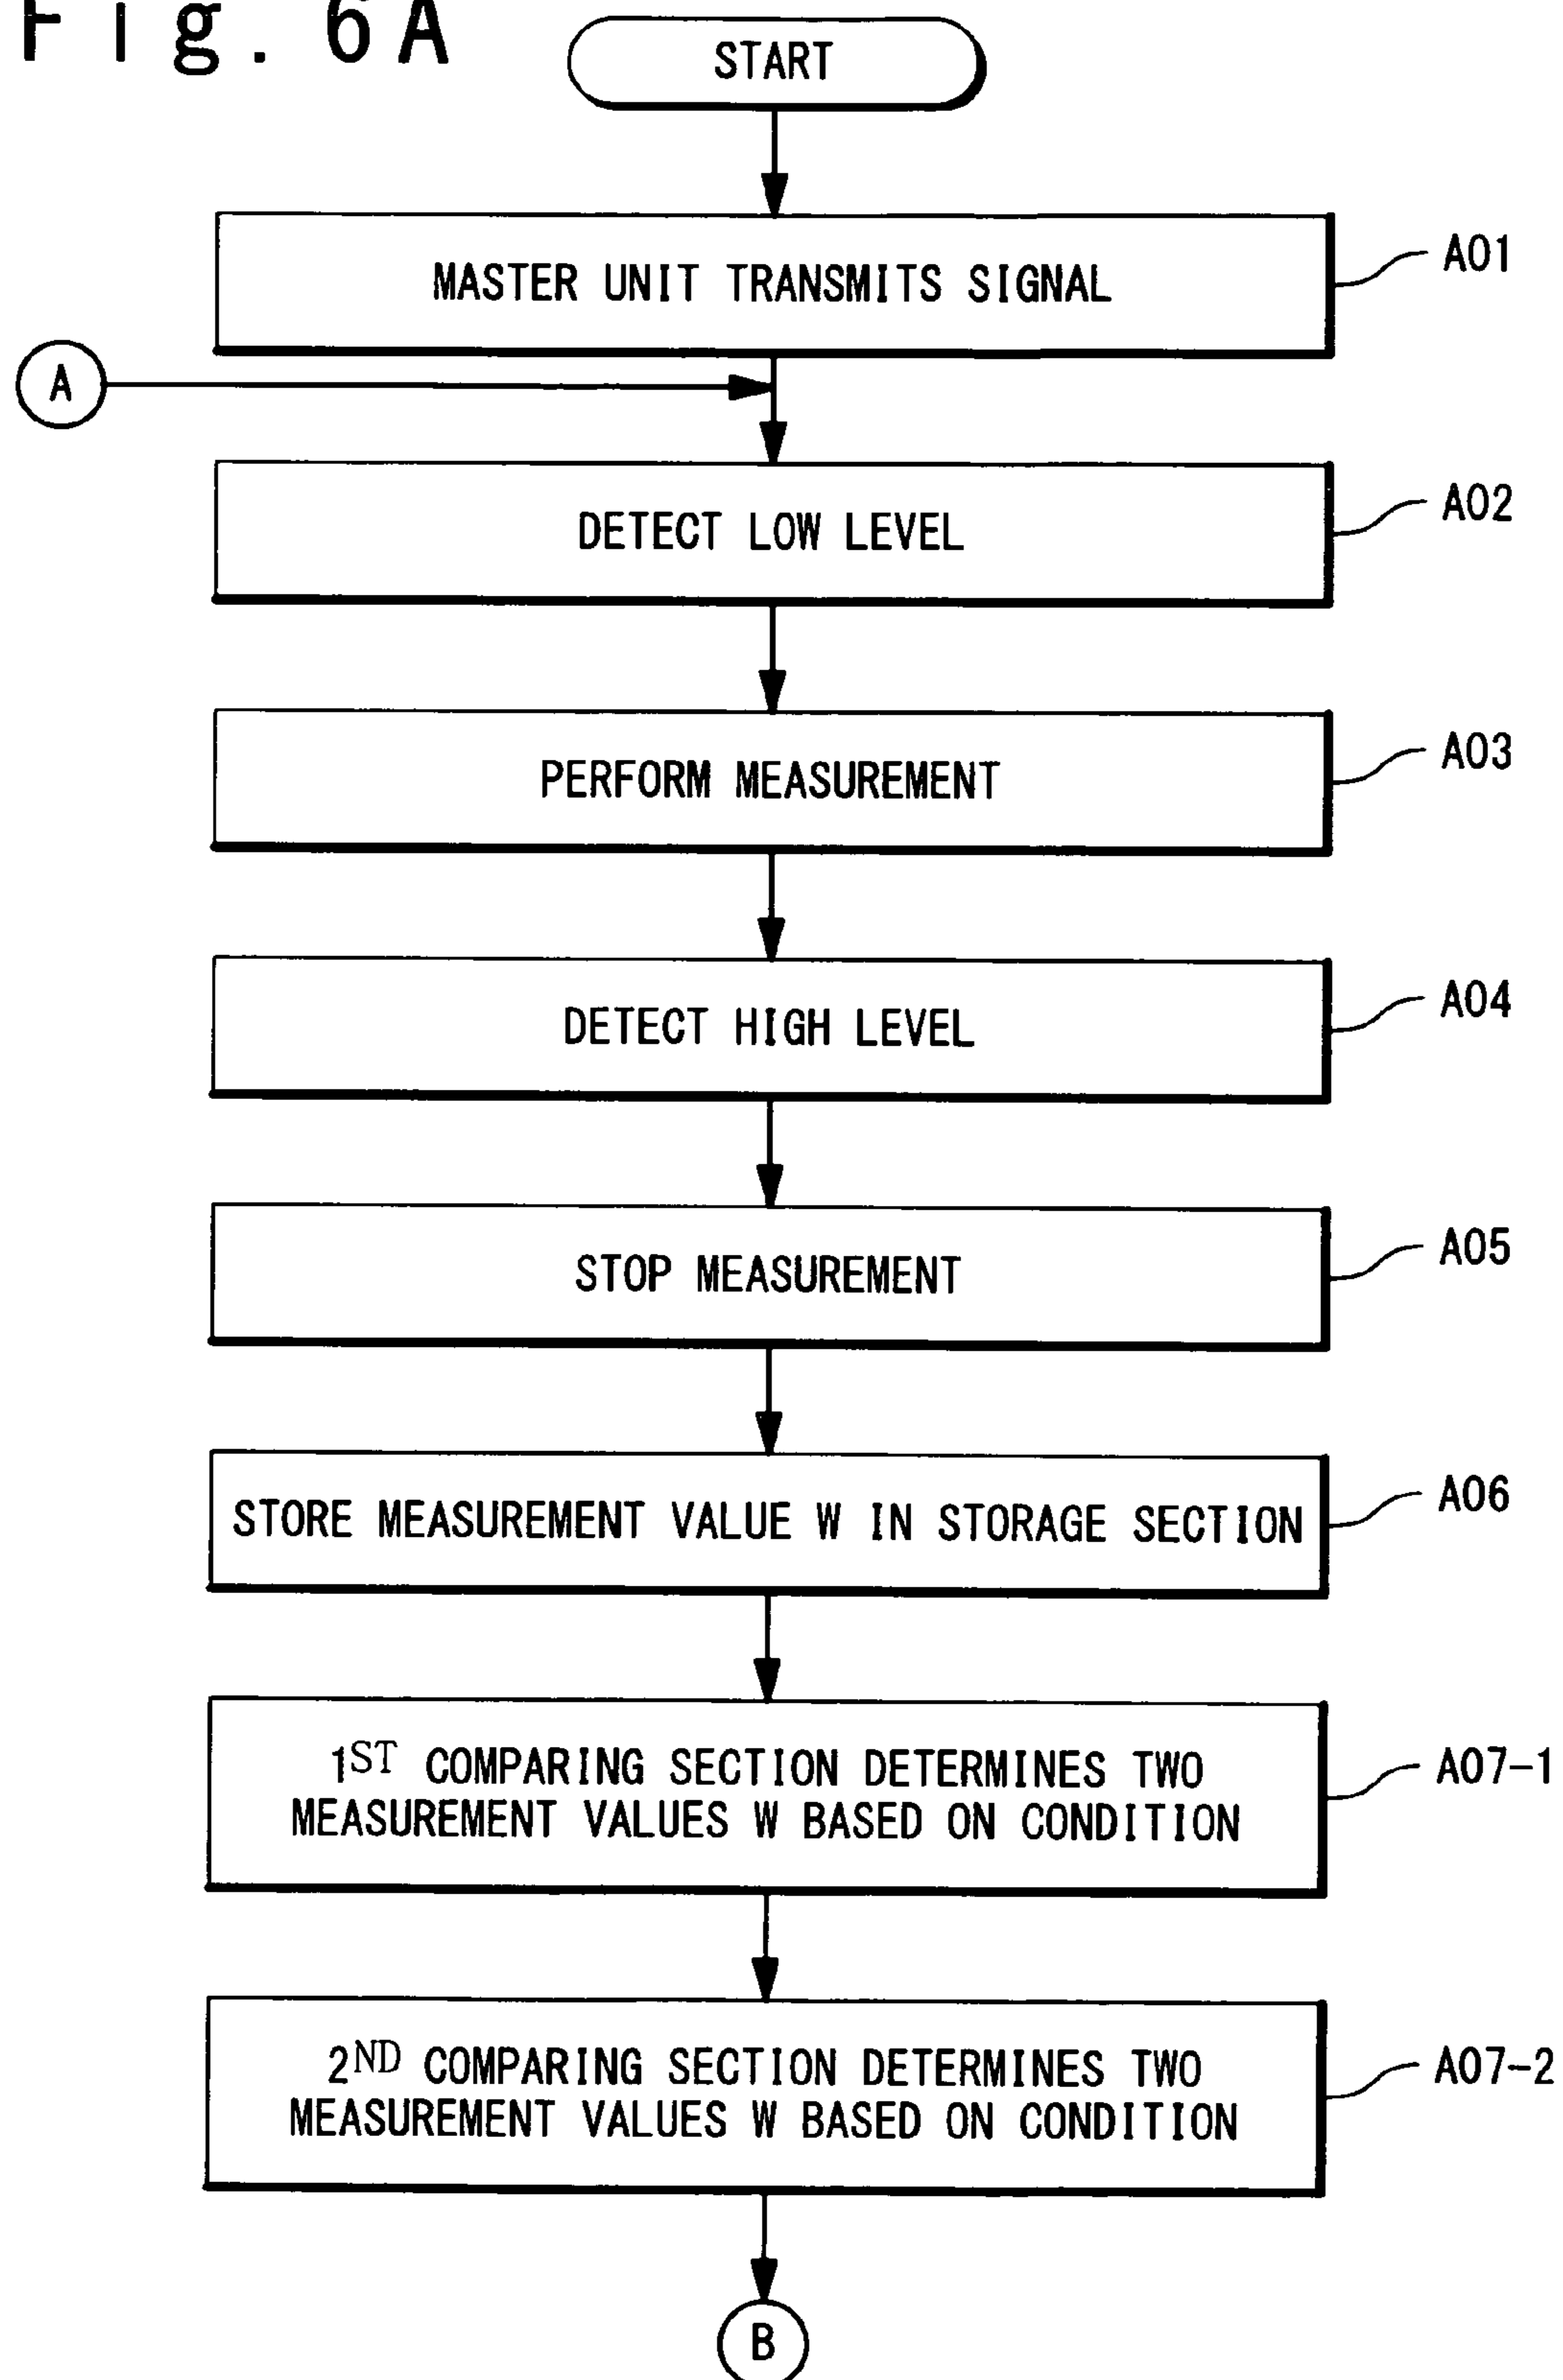 Fig. 6A
START
MASTER UNIT TRANSMITS SIGNAL
A01
A
DETECT LOW LEVEL
A02
PERFORM MEASUREMENT
A03
DETECT HIGH LEVEL
A04
STOP MEASUREMENT
A05
STORE MEASUREMENT VALUE W IN STORAGE SECTION
A06
1ST COMPARING SECTION DETERMINES TWO
MEASUREMENT VALUES W BASED ON CONDITION
A07-1
2ND COMPARING SECTION DETERMINES TWO
MEASUREMENT VALUES W BASED ON CONDITION
A07-2
B